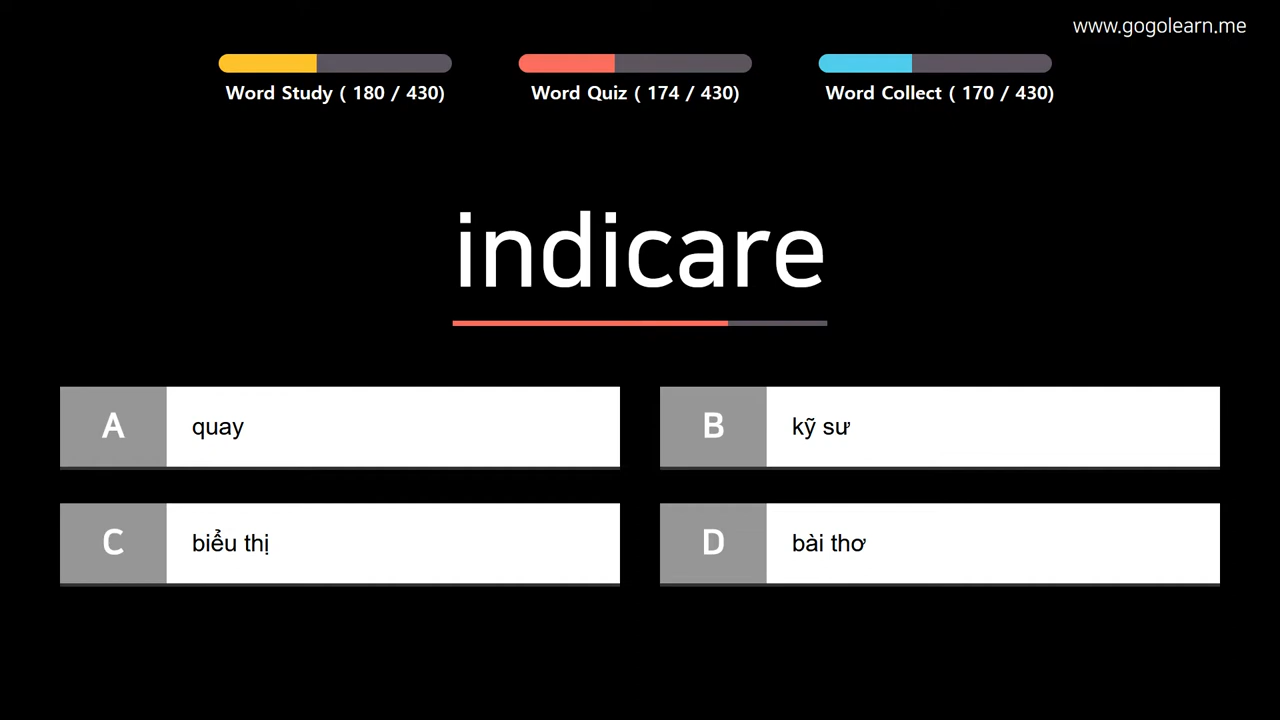 www.gogolearn.me
Word Study ( 180 / 430)
Word Quiz ( 174 / 430)
Word Collect ( 170 / 430)
indicare
A quay
B kỹ sư
C biểu thị
D bài thơ